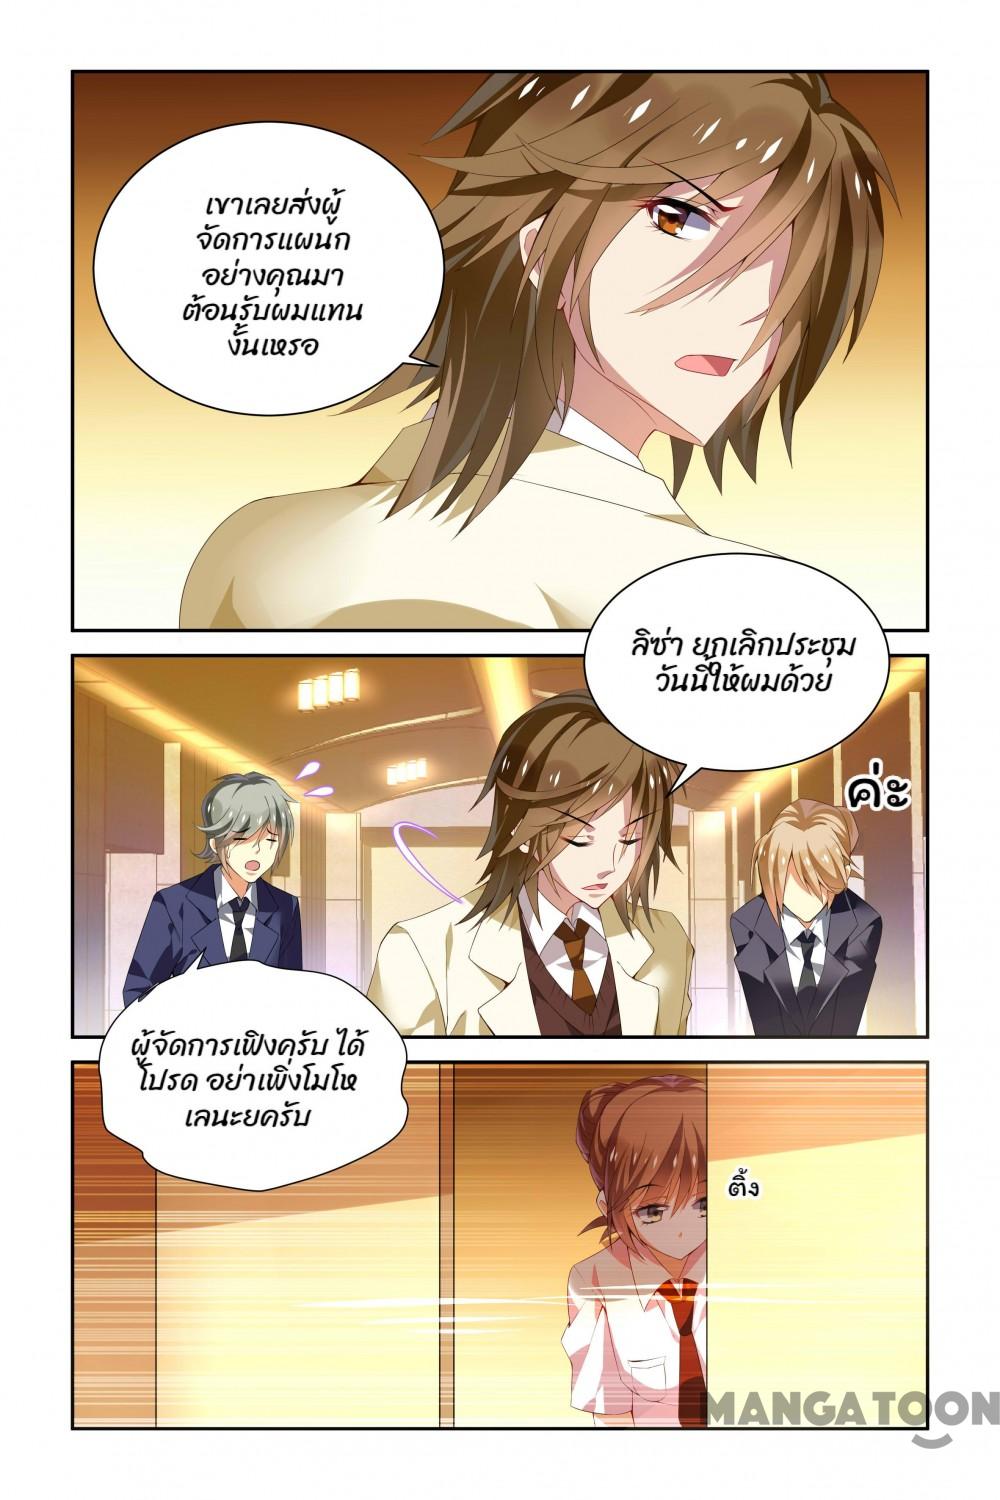 เขาเลยส่งผู้
จัดการแผนก
อย่างคุณมา
ต้อนรับผมแทน
งั้นเหรอ
ลิซ่า ยกเลิกประชุม
วันนี้ให้ผมด้วย
ค่ะ
ผู้จัดการเฟิงครับ ได้
โปรด อย่าเพิ่งโมโห
เลนะยครับ
ติ้ง
MANGATOON